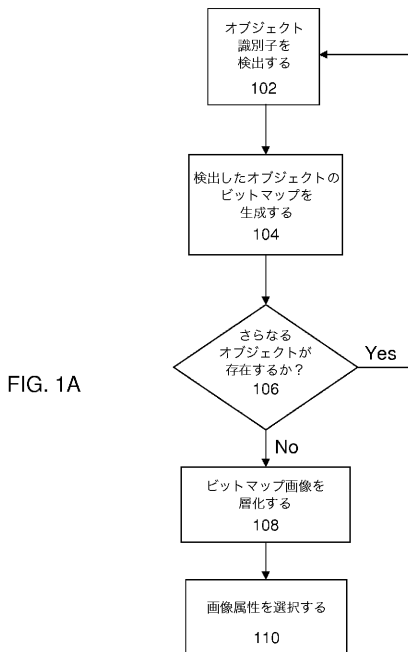 オブジェクト
識別子を
検出する
102
検出したオブジェクトの
ビットマップを
生成する
104
さらなる
オブジェクトが
存在するか？
106
Yes
FIG. 1A
No
ビットマップ画像を
層化する
108
画像属性を選択する
110